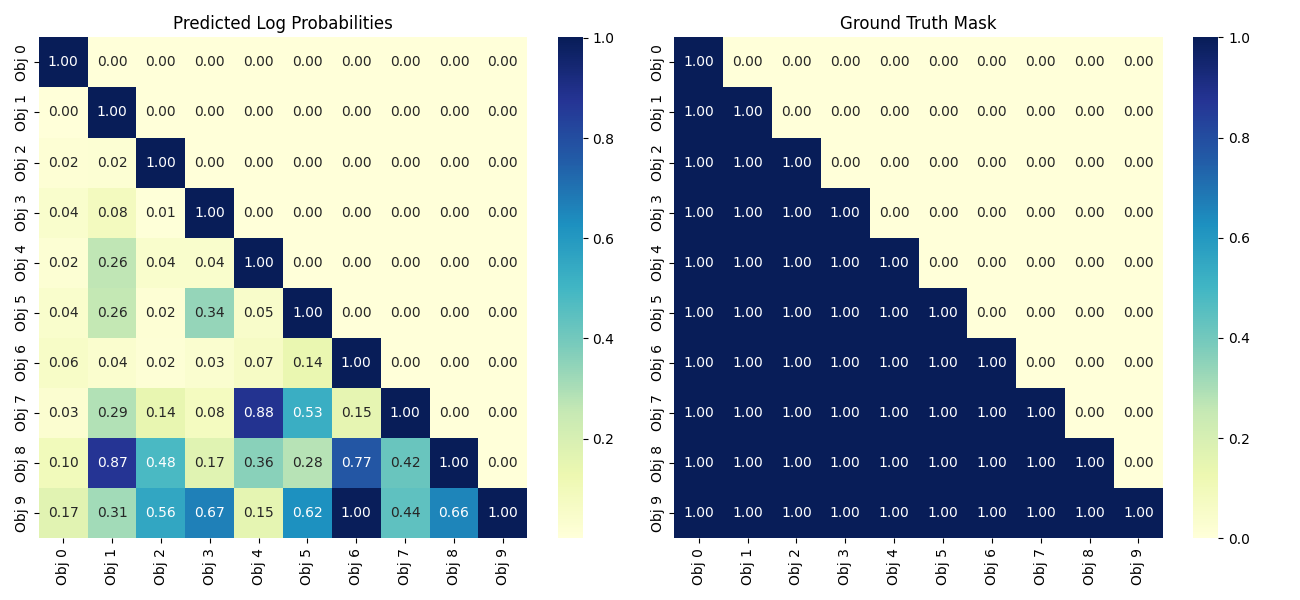 Predicted Log Probabilities
Obj 0 1.00 0.00 0.00 0.00 0.00 0.00 0.00 0.00 0.00 0.00
Obj 1 0.00 1.00 0.00 0.00 0.00 0.00 0.00 0.00 0.00 0.00
Obj 2 0.02 0.02 1.00 0.00 0.00 0.00 0.00 0.00 0.00 0.00
Obj 3 0.04 0.08 0.01 1.00 0.00 0.00 0.00 0.00 0.00 0.00
Obj 4 0.02 0.26 0.04 0.04 1.00 0.00 0.00 0.00 0.00 0.00
Obj 5 0.04 0.26 0.02 0.34 0.05 1.00 0.00 0.00 0.00 0.00
Obj 6 0.06 0.04 0.02 0.03 0.07 0.14 1.00 0.00 0.00 0.00
Obj 7 0.03 0.29 0.14 0.08 0.88 0.53 0.15 1.00 0.00 0.00
Obj 8 0.10 0.87 0.48 0.17 0.36 0.28 0.77 0.42 1.00 0.00
Obj 9 0.17 0.31 0.56 0.67 0.15 0.62 1.00 0.44 0.66 1.00
Obj 0 Obj 1 Obj 2 Obj 3 Obj 4 Obj 5 Obj 6 Obj 7 Obj 8 Obj 9
1.0
0.8
0.6
0.4
0.2
Ground Truth Mask
Obj 0 1.00 0.00 0.00 0.00 0.00 0.00 0.00 0.00 0.00 0.00
Obj 1 1.00 1.00 0.00 0.00 0.00 0.00 0.00 0.00 0.00 0.00
Obj 2 1.00 1.00 1.00 0.00 0.00 0.00 0.00 0.00 0.00 0.00
Obj 3 1.00 1.00 1.00 1.00 0.00 0.00 0.00 0.00 0.00 0.00
Obj 4 1.00 1.00 1.00 1.00 1.00 0.00 0.00 0.00 0.00 0.00
Obj 5 1.00 1.00 1.00 1.00 1.00 1.00 0.00 0.00 0.00 0.00
Obj 6 1.00 1.00 1.00 1.00 1.00 1.00 1.00 0.00 0.00 0.00
Obj 7 1.00 1.00 1.00 1.00 1.00 1.00 1.00 1.00 0.00 0.00
Obj 8 1.00 1.00 1.00 1.00 1.00 1.00 1.00 1.00 1.00 0.00
Obj 9 1.00 1.00 1.00 1.00 1.00 1.00 1.00 1.00 1.00 1.00
Obj 0 Obj 1 Obj 2 Obj 3 Obj 4 Obj 5 Obj 6 Obj 7 Obj 8 Obj 9
1.0
0.8
0.6
0.4
0.2
0.0